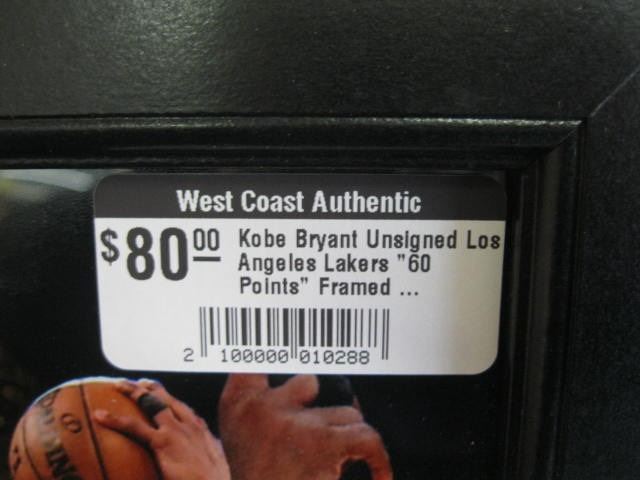 West Coast Authentic
$80 00 Kobe Bryant Unsigned Los
Angeles Lakers "60
Points" Framed ...
2 100000 010288